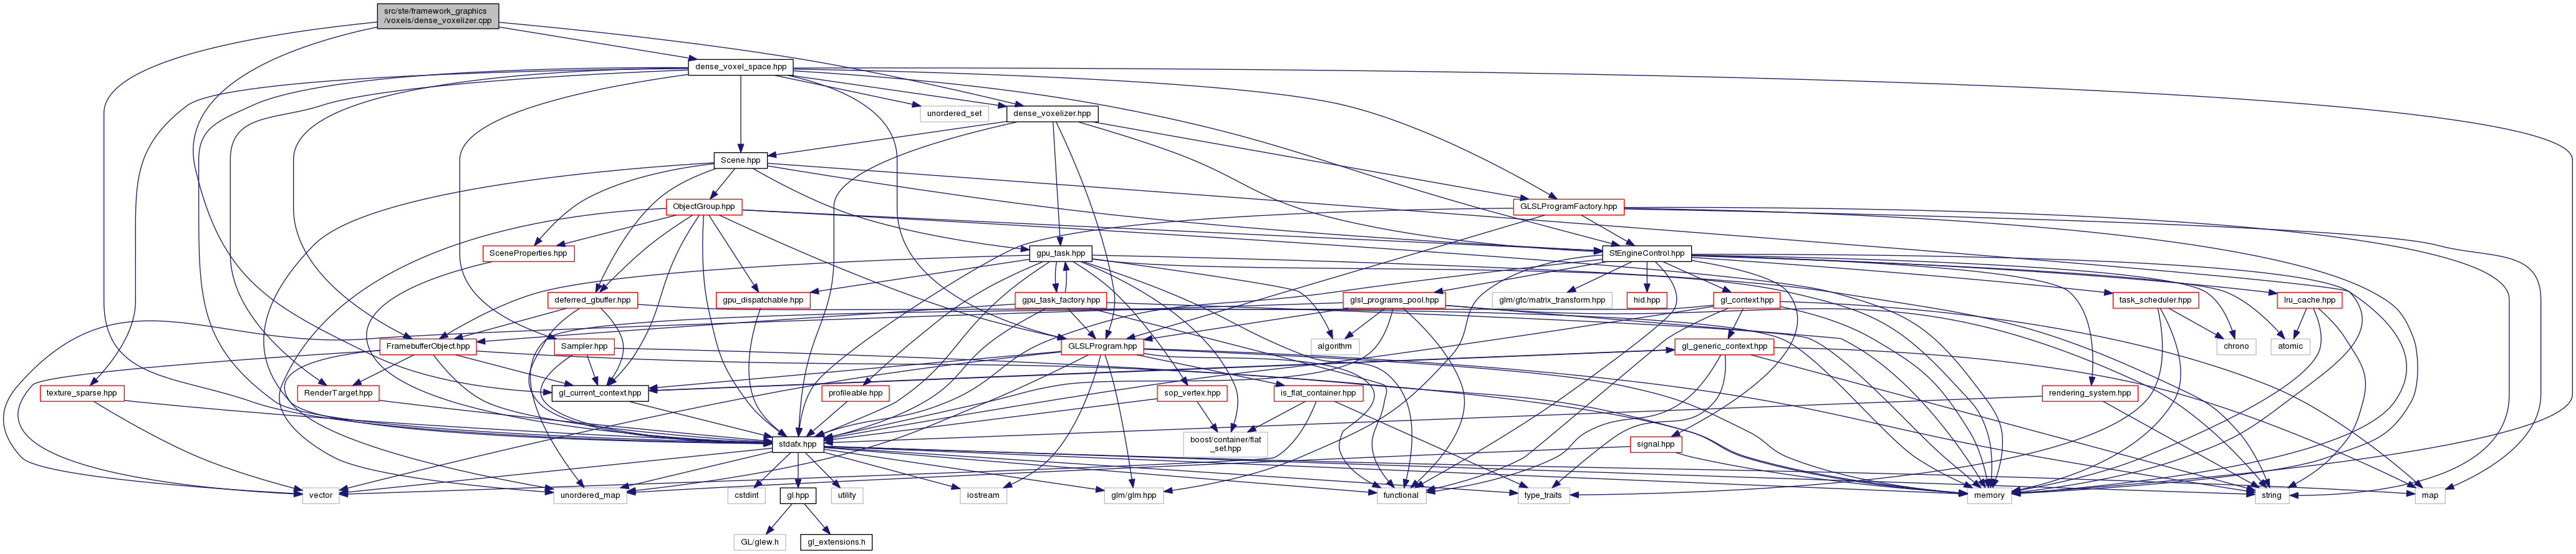 src/ste/framework_graphics
/voxels/dense_voxelizer.cpp
dense_voxel_space.hpp
unordered_set
dense_voxelizer.hpp
Scene.hpp
ObjectGroup.hpp
GLSLProgramFactory.hpp
SceneProperties.hpp
gpu_task.hpp
StEngineControl.hpp
deferred_gbuffer.hpp
gpu_dispatchable.hpp
gpu_task_factory.hpp
glsl_programs_pool.hpp
glm/gtc/matrix_transform.hpp
hid.hpp
gl_context.hpp
task_scheduler.hpp
lru_cache.hpp
FramebufferObject.hpp
Sampler.hpp
GLSLProgram.hpp
algorithm
gl_generic_context.hpp
chrono
atomic
texture_sparse.hpp
RenderTarget.hpp
gl_current_context.hpp
profileable.hpp
sop_vertex.hpp
is_flat_container.hpp
rendering_system.hpp
stdafx.hpp
boost/container/flat
_set.hpp
signal.hpp
vector
unordered_map
cstdint
gl.hpp
utility
iostream
glm/glm.hpp
functional
type_traits
memory
string
map
GL/glew.h
gl_extensions.h